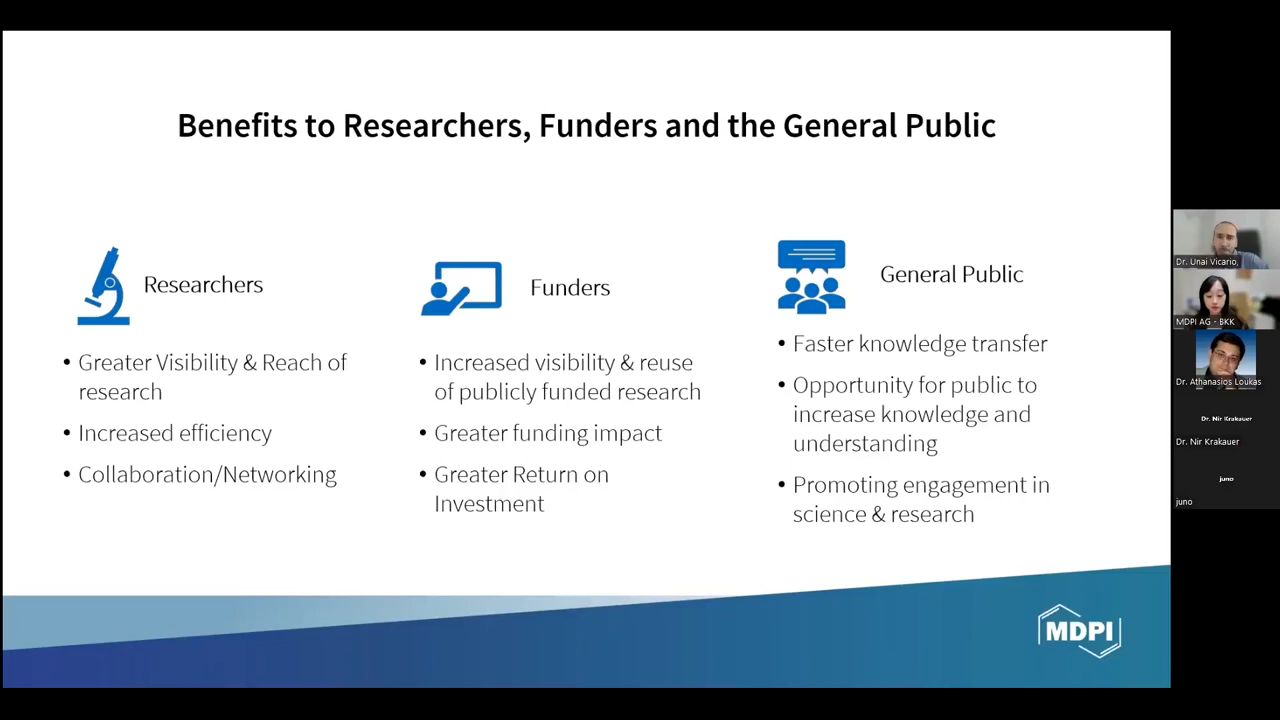 Benefits to Researchers, Funders and the General Public
Researchers
• Greater Visibility & Reach of
research
• Increased efficiency
• Collaboration/Networking
Funders
• Increased visibility & reuse
of publicly funded research
• Greater funding impact
• Greater Return on
Investment
General Public
• Faster knowledge transfer
• Opportunity for public to
increase knowledge and
understanding
• Promoting engagement in
science & research
MDPI
Dr. Unai Vicario,
MDPI AG - BKK
Dr. Athanasios Loukas
Dr. Nir Krakauer
Dr. Nir Krakauer
juno
juno